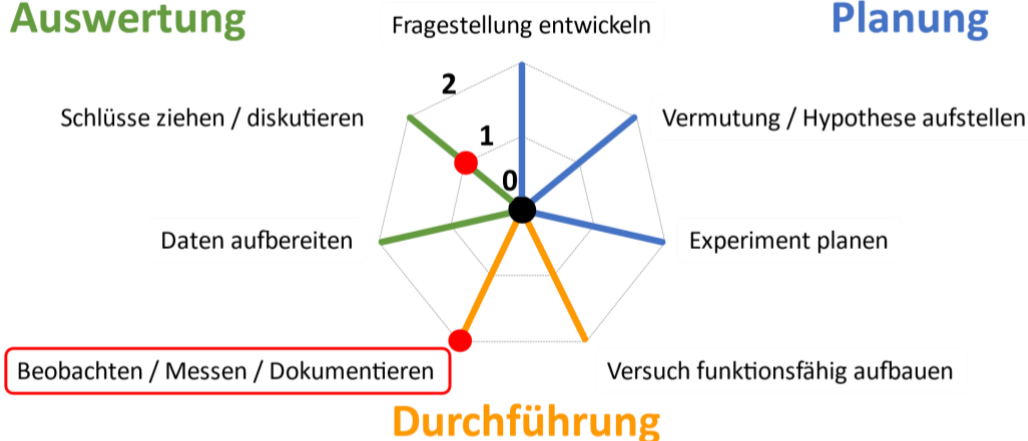 Auswertung
Fragestellung entwickeln
Planung
2
Schlüsse ziehen / diskutieren
1
Vermutung / Hypothese aufstellen
0
Daten aufbereiten
Experiment planen
Beobachten / Messen / Dokumentieren
Versuch funktionsfähig aufbauen
Durchführung